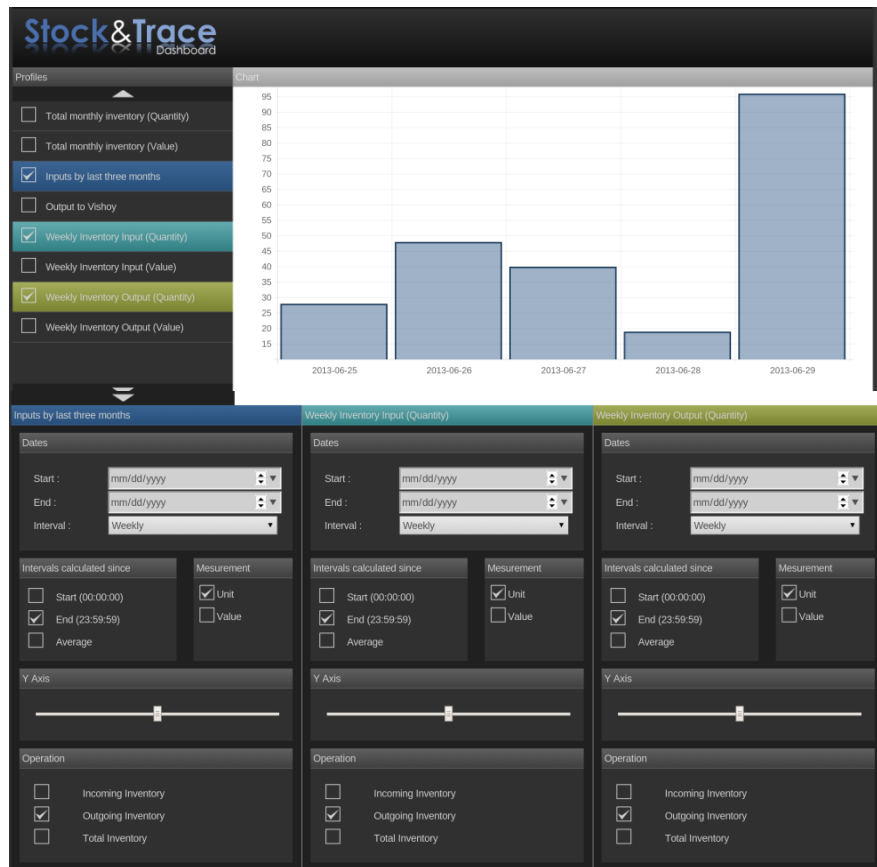 Stock&Trace
Dashboard
Profiles
Total monthly inventory (Quantity)
Total monthly inventory (Value)
Inputs by last three months
Output to Vishoy
Weekly Inventory Input (Quantity)
Weekly Inventory Input (Value)
Weekly Inventory Output (Quantity)
Weekly Inventory Output (Value)
Chart
95
90
85
80
75
70
65
60
55
50
45
40
35
30
25
20
15
2013-06-25 2013-06-26 2013-06-27 2013-06-28 2013-06-29
Inputs by last three months
Dates
Start : mm/dd/yyyy
End : mm/dd/yyyy
Interval : Weekly
Intervals calculated since
Start (00:00:00)
End (23:59:59)
Average
Mesurement
Unit
Value
Y Axis
Operation
Incoming Inventory
Outgoing Inventory
Total Inventory
Weekly Inventory Input (Quantity)
Dates
Start : mm/dd/yyyy
End : mm/dd/yyyy
Interval : Weekly
Intervals calculated since
Start (00:00:00)
End (23:59:59)
Average
Mesurement
Unit
Value
Y Axis
Operation
Incoming Inventory
Outgoing Inventory
Total Inventory
Weekly Inventory Output (Quantity)
Dates
Start : mm/dd/yyyy
End : mm/dd/yyyy
Interval : Weekly
Intervals calculated since
Start (00:00:00)
End (23:59:59)
Average
Mesurement
Unit
Value
Y Axis
Operation
Incoming Inventory
Outgoing Inventory
Total Inventory